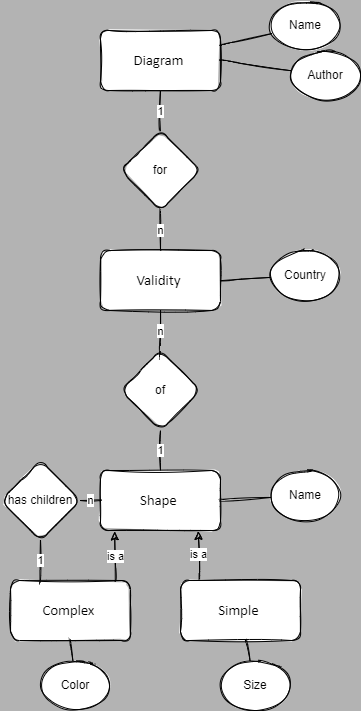 Name
Diagram
Author
1
for
n
Validity
Country
n
of
1
has children
n
Shape
Name
1
is a
is a
Complex
Simple
Color
Size